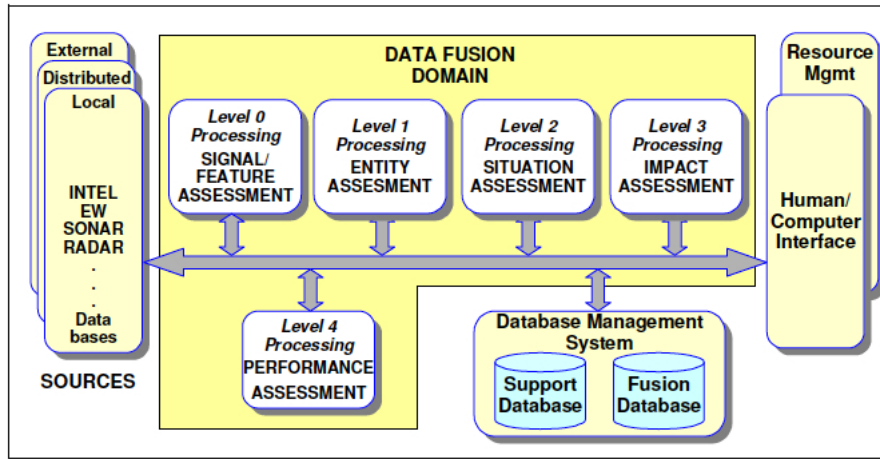 External
Distributed
Local
INTEL
EW
SONAR
RADAR
.
.
.
Data
bases
SOURCES
DATA FUSION
DOMAIN
Level 0
Processing
SIGNAL/
FEATURE
ASSESSMENT
Level 1
Processing
ENTITY
ASSESMENT
Level 2
Processing
SITUATION
ASSESSMENT
Level 3
Processing
IMPACT
ASSESSMENT
Level 4
Processing
PERFORMANCE
ASSESSMENT
Database Management
System
Support
Database
Fusion
Database
Resource
Mgmt
Human/
Computer
Interface